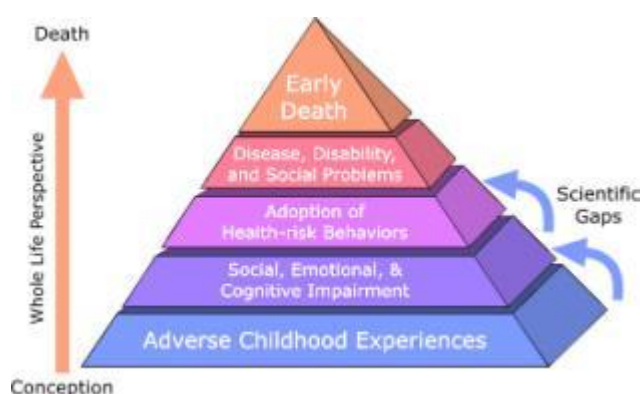 Death
Early
Death
Disease, Disability,
and Social Problems
Scientific
Gaps
Adoption of
Health-risk Behaviors
Whole Life Perspective
Social, Emotional, &
Cognitive Impairment
Adverse Childhood Experiences
Conception